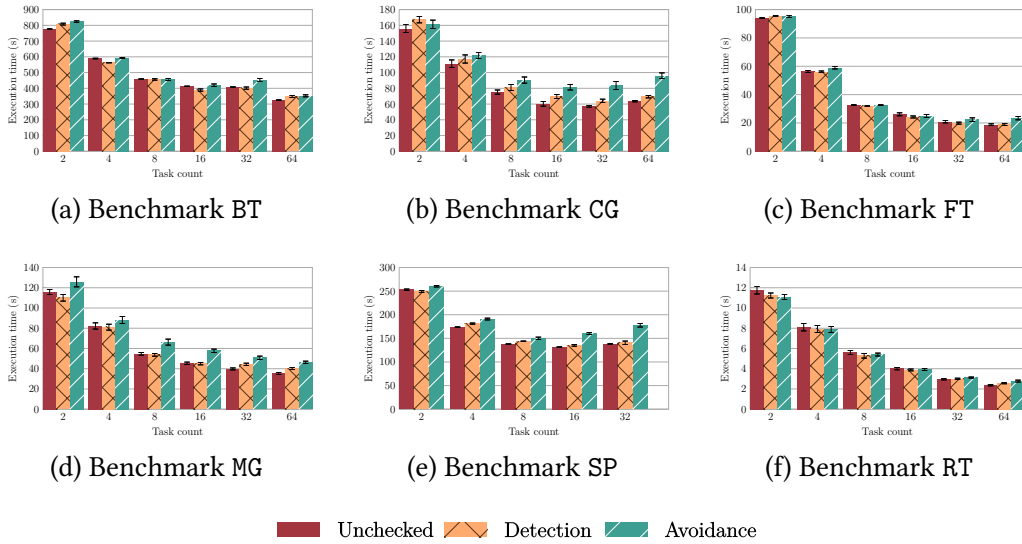 Execution time (s)
900
800
700
600
500
400
300
200
100
0
2 4 8 16 32 64
Task count
(a) Benchmark BT
Execution time (s)
180
160
140
120
100
80
60
40
20
0
2 4 8 16 32 64
Task count
(b) Benchmark CG
Execution time (s)
100
80
60
40
20
0
2 4 8 16 32 64
Task count
(c) Benchmark FT
Execution time (s)
140
120
100
80
60
40
20
0
2 4 8 16 32 64
Task count
(d) Benchmark MG
Execution time (s)
300
250
200
150
100
50
0
2 4 8 16 32
Task count
(e) Benchmark SP
Execution time (s)
14
12
10
8
6
4
2
0
2 4 8 16 32 64
Task count
(f) Benchmark RT
Unchecked Detection Avoidance